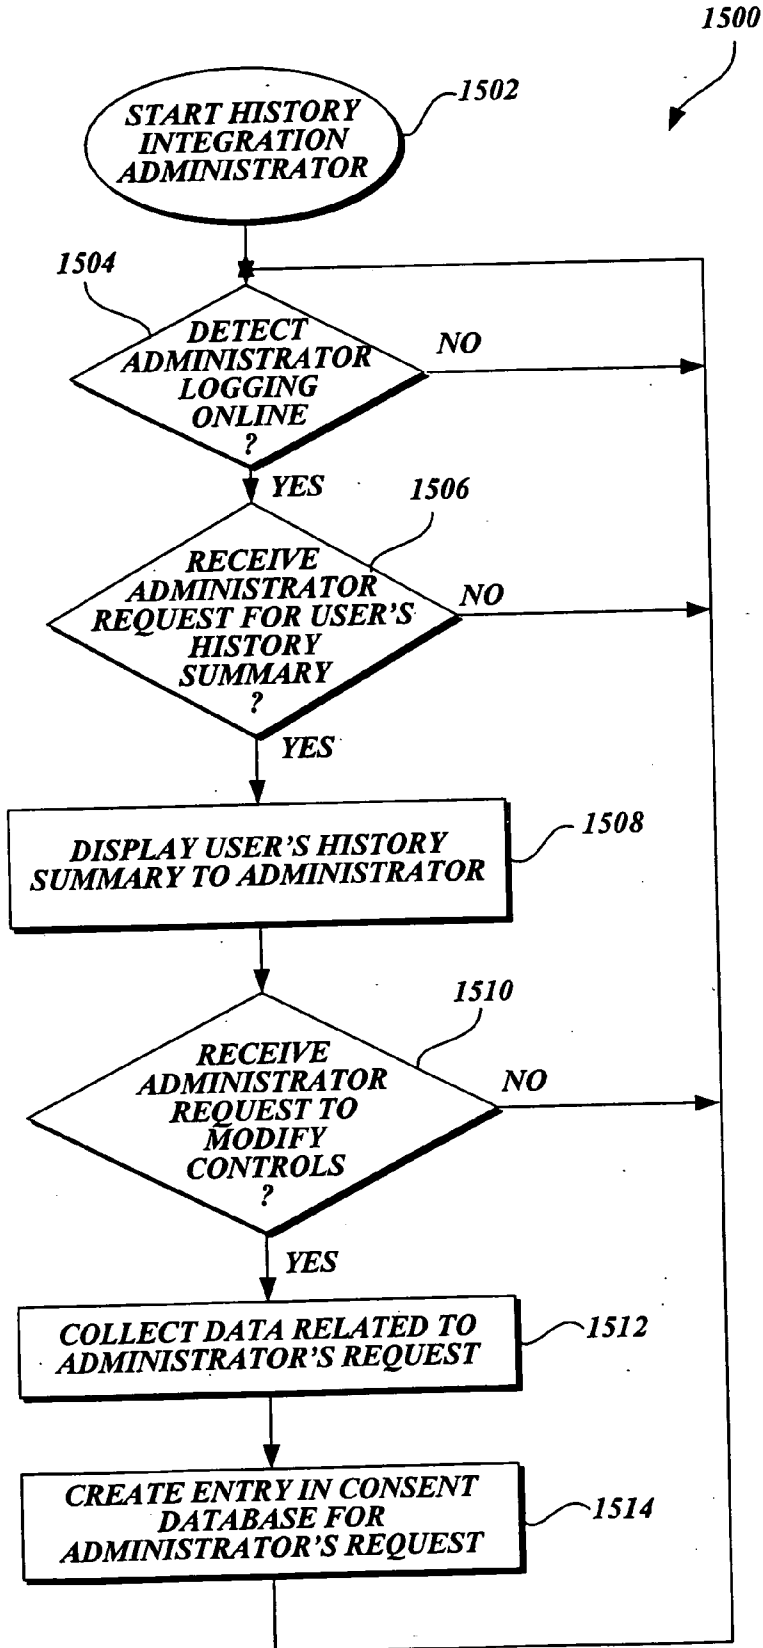 1500
START HISTORY
INTEGRATION
ADMINISTRATOR
1502
1504
DETECT
ADMINISTRATOR
LOGGING
ONLINE
?
NO
YES
1506
RECEIVE
ADMINISTRATOR
REQUEST FOR USER'S
HISTORY
SUMMARY
?
NO
YES
DISPLAY USER'S HISTORY
SUMMARY TO ADMINISTRATOR
1508
1510
RECEIVE
ADMINISTRATOR
REQUEST TO
MODIFY
CONTROLS
?
NO
YES
COLLECT DATA RELATED TO
ADMINISTRATOR'S REQUEST
1512
CREATE ENTRY IN CONSENT
DATABASE FOR
ADMINISTRATOR'S REQUEST
1514